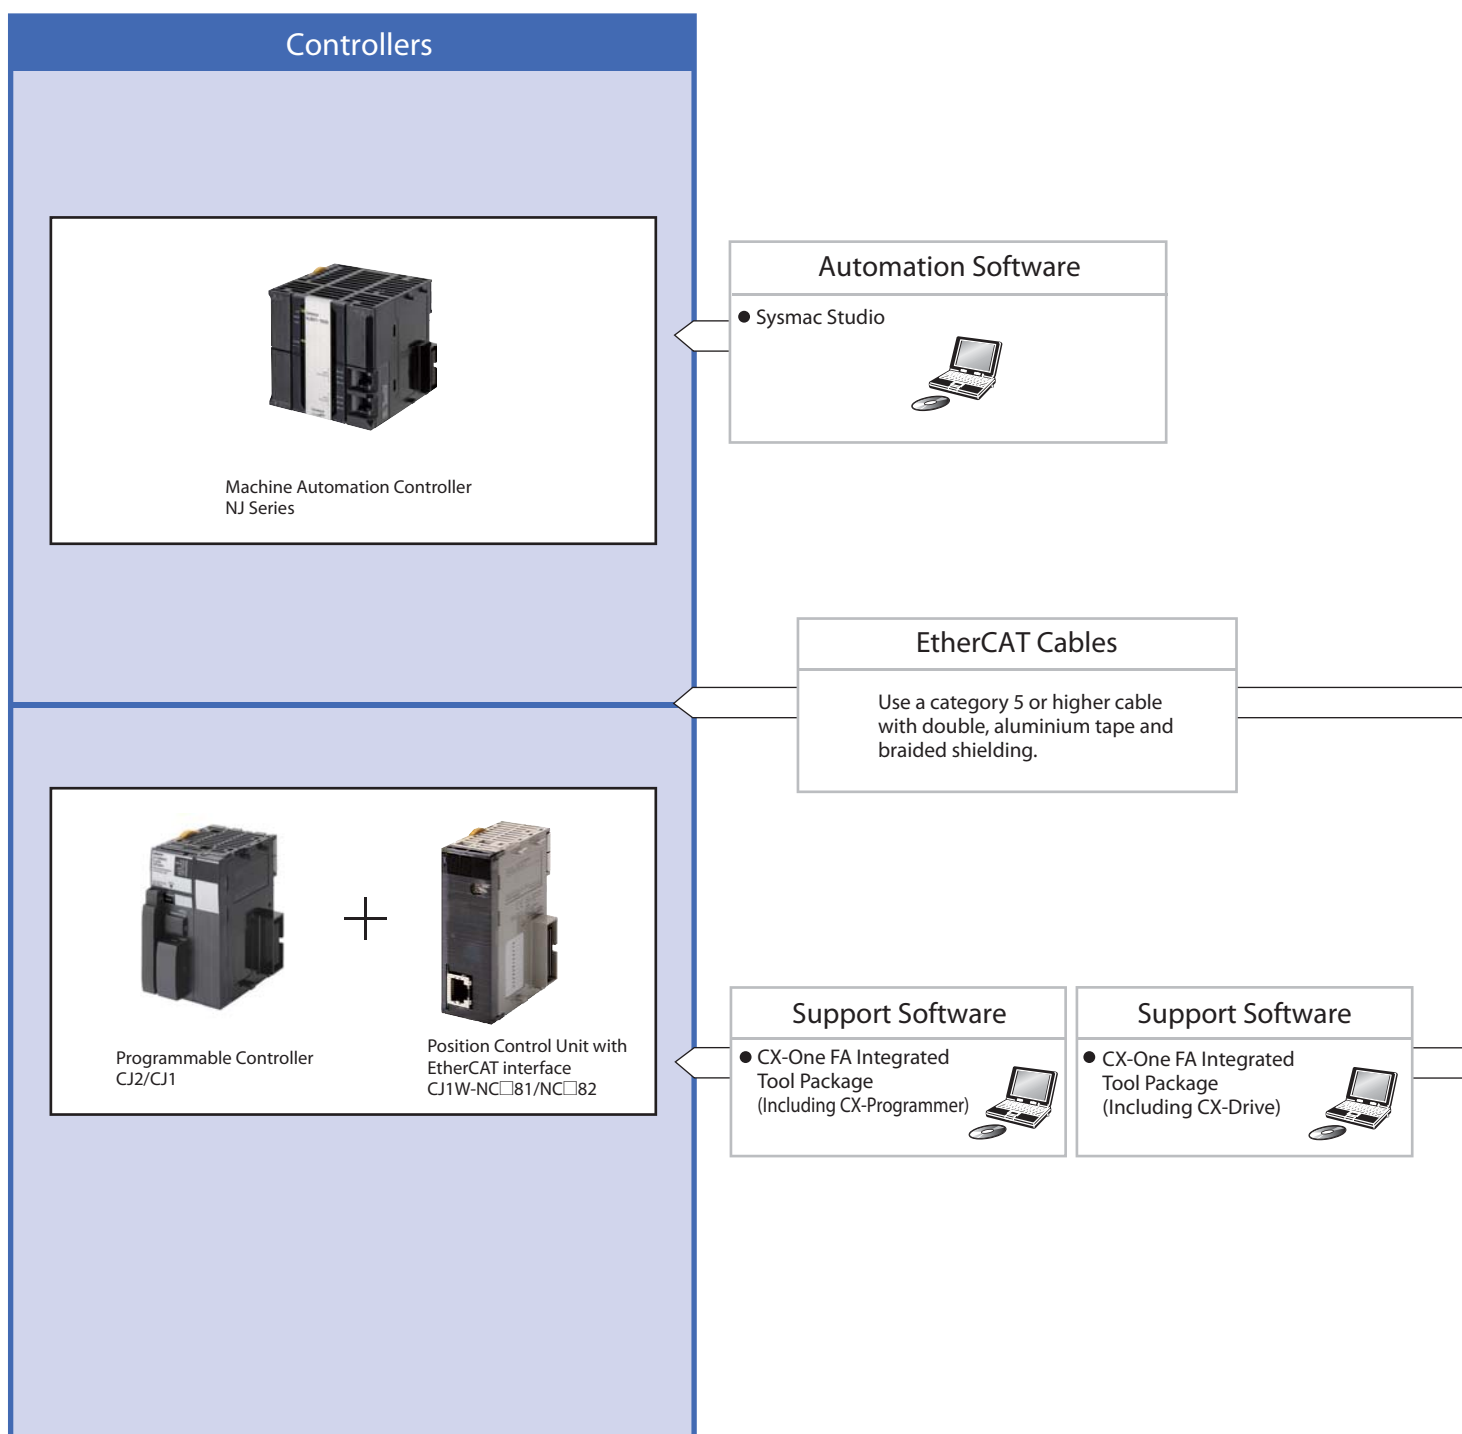 Controllers
Machine Automation Controller
NJ Series
Automation Software
● Sysmac Studio
EtherCAT Cables
Use a category 5 or higher cable
with double, aluminium tape and
braided shielding.
Programmable Controller
CJ2/CJ1
Position Control Unit with
EtherCAT interface
CJ1W-NC□81/NC□82
Support Software
● CX-One FA Integrated
Tool Package
(Including CX-Programmer)
Support Software
● CX-One FA Integrated
Tool Package
(Including CX-Drive)